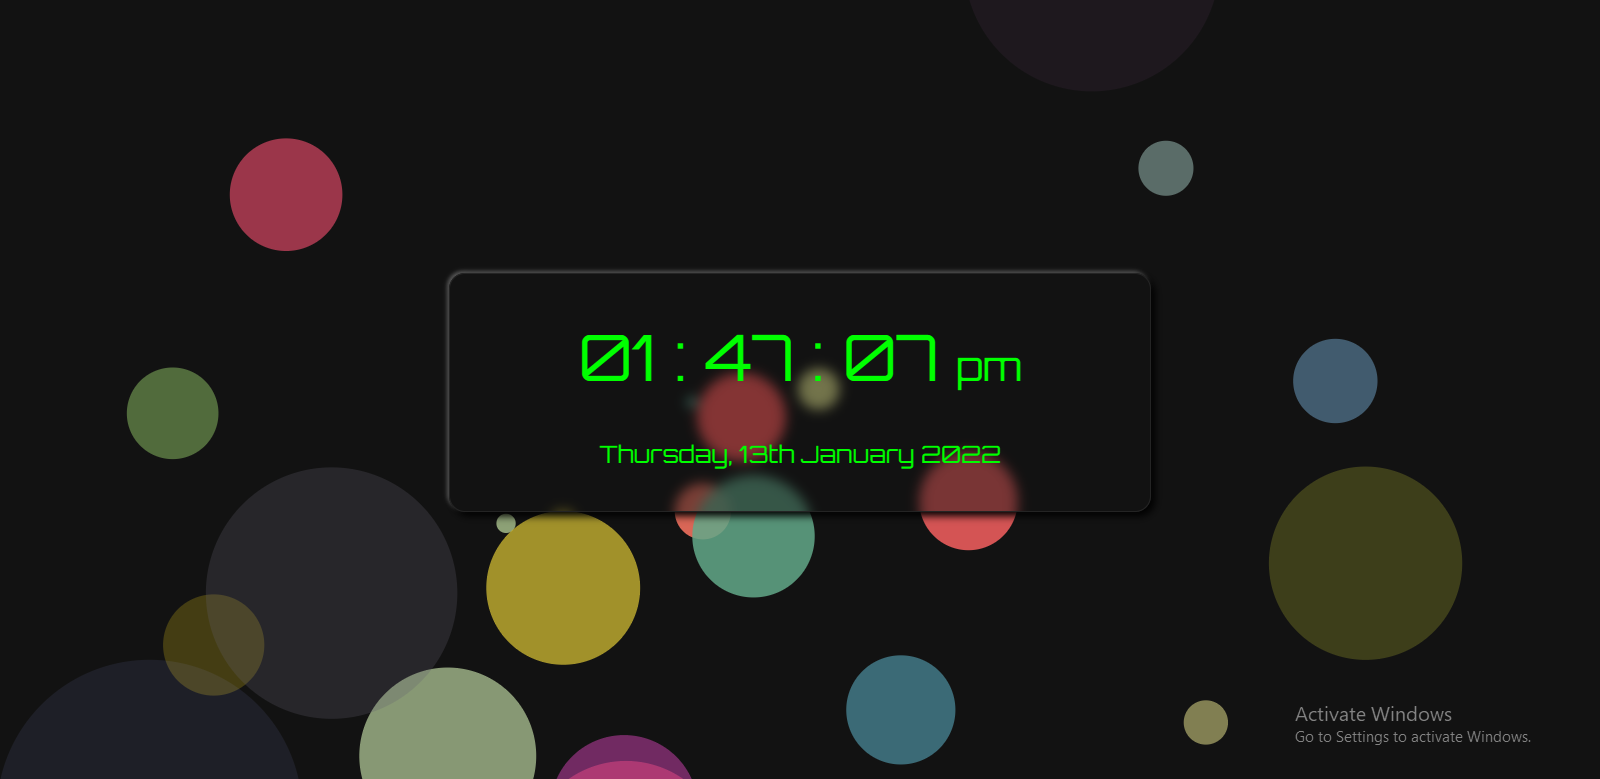 01 : 47 : 07 pm
Thursday, 13th January 2022
Activate Windows
Go to Settings to activate Windows.